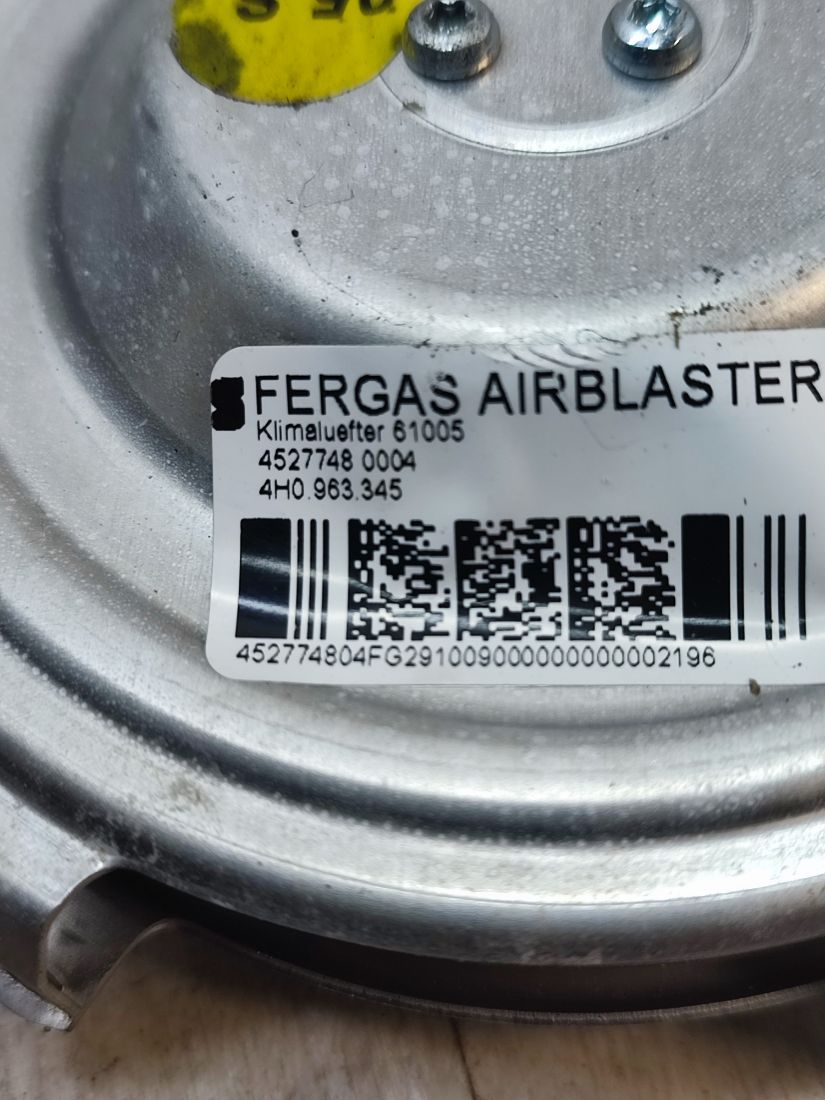 FERGAS AIRBLASTER
Klimaluefter 61005
4527748 0004
4H0.963.345
452774804FG291009000000000002196